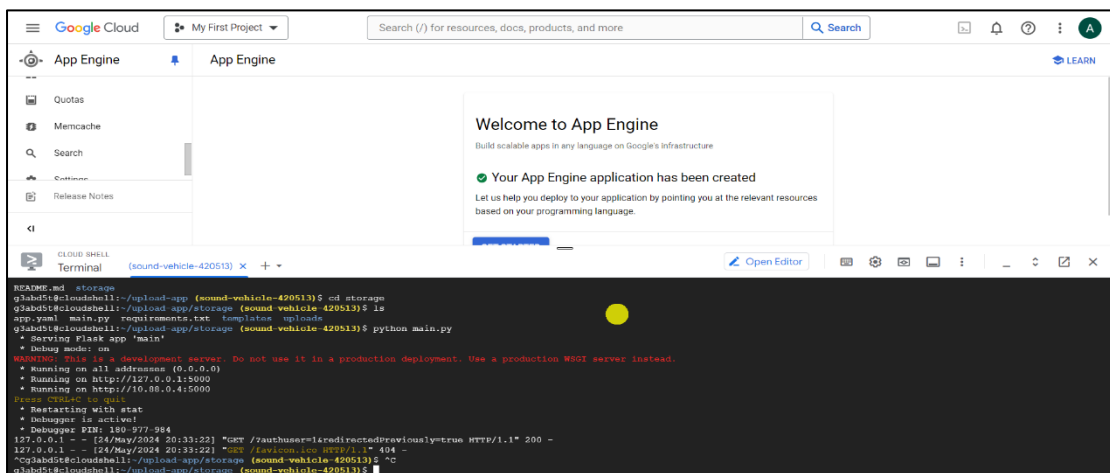 Google Cloud
My First Project
Search (/) for resources, docs, products, and more
Search
A
App Engine
App Engine
LEARN
Quotas
Memcache
Search
Settings
Release Notes
Welcome to App Engine
Build scalable apps in any language on Google's infrastructure
Your App Engine application has been created
Let us help you deploy to your application by pointing you at the relevant resources
based on your programming language.
CLOUD SHELL
Terminal
(sound-vehicle-420513)
Open Editor
README.md storage
g3abd5t@cloudshell:~/upload-app (sound-vehicle-420513)$ cd storage
g3abd5t@cloudshell:~/upload-app/storage (sound-vehicle-420513)$ ls
app.yaml main.py requirements.txt templates uploads
g3abd5t@cloudshell:~/upload-app/storage (sound-vehicle-420513)$ python main.py
* Serving Flask app 'main'
* Debug mode: on
WARNING: This is a development server. Do not use it in a production deployment. Use a production WSGI server instead.
* Running on all addresses (0.0.0.0)
* Running on http://127.0.0.1:5000
* Running on http://10.88.0.4:5000
Press CTRL+C to quit
* Restarting with stat
* Debugger is active!
* Debugger PIN: 180-977-984
127.0.0.1 - - [24/May/2024 20:33:22] "GET /?authuser=1&redirectedPreviously=true HTTP/1.1" 200 -
127.0.0.1 - - [24/May/2024 20:33:22] "GET /favicon.ico HTTP/1.1" 404 -
^Cg3abd5t@cloudshell:~/upload-app/storage (sound-vehicle-420513)$ ^C
g3abd5t@cloudshell:~/upload-app/storage (sound-vehicle-420513)$